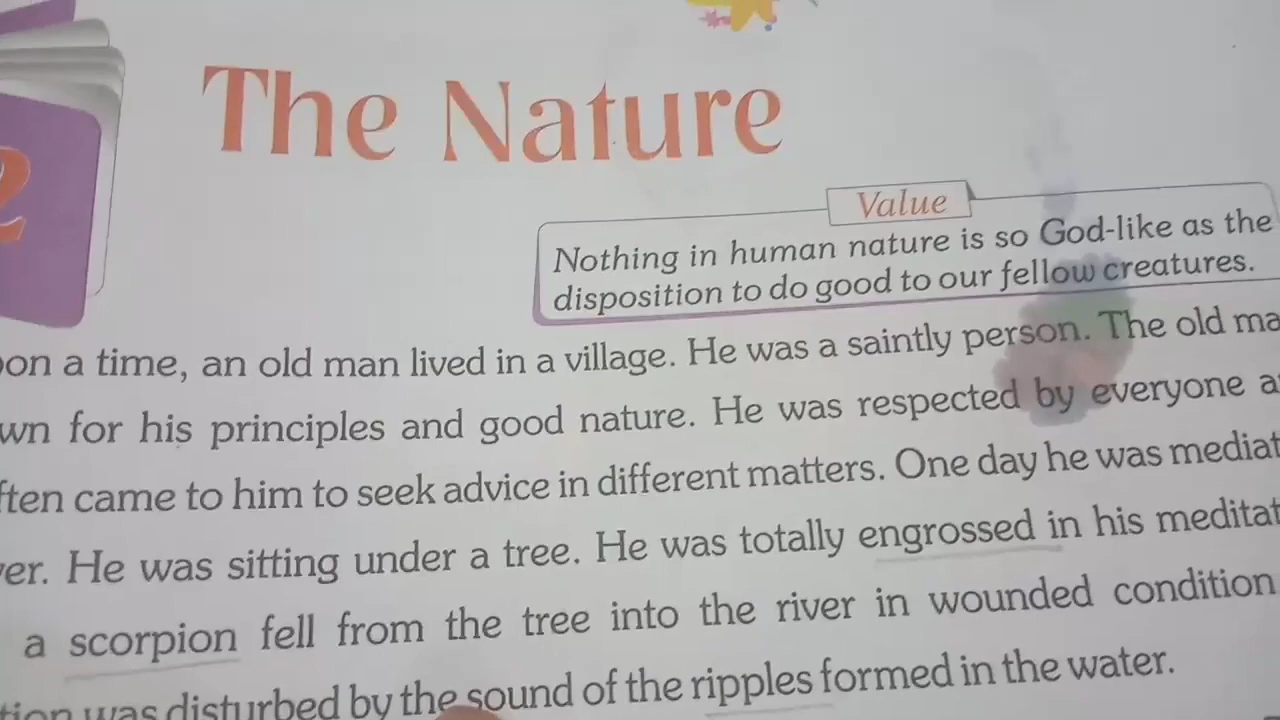 The Nature
2
Value
Nothing in human nature is so God-like as the
disposition to do good to our fellow creatures.
on a time, an old man lived in a village. He was a saintly person. The old ma
wn for his principles and good nature. He was respected by everyone a
ften came to him to seek advice in different matters. One day he was mediat
er. He was sitting under a tree. He was totally engrossed in his meditat
a scorpion fell from the tree into the river in wounded condition
tion was disturbed by the sound of the ripples formed in the water.